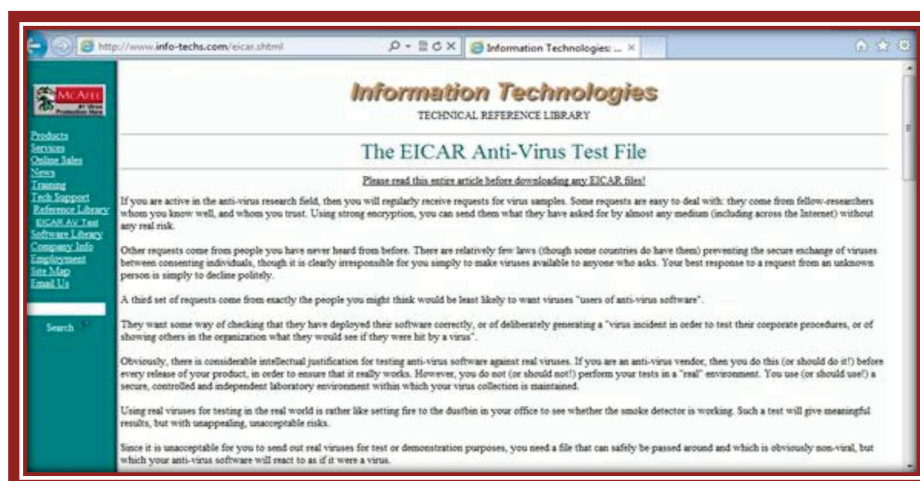 http://www.info-techs.com/eicar.shtml
Information Technologies: ...
McAfee
#1 Virus
Protection Here
Products
Services
Online Sales
News
Training
Tech Support
Reference Library
EICAR AV Test
Software Library
Company Info
Employment
Site Map
Email Us
Search
Information Technologies
TECHNICAL REFERENCE LIBRARY
The EICAR Anti-Virus Test File
Please read this entire article before downloading any EICAR files!
If you are active in the anti-virus research field, then you will regularly receive requests for virus samples. Some requests are easy to deal with: they come from fellow-researchers
whom you know well, and whom you trust. Using strong encryption, you can send them what they have asked for by almost any medium (including across the Internet) without
any real risk.
Other requests come from people you have never heard from before. There are relatively few laws (though some countries do have them) preventing the secure exchange of viruses
between consenting individuals, though it is clearly irresponsible for you simply to make viruses available to anyone who asks. Your best response to a request from an unknown
person is simply to decline politely.
A third set of requests come from exactly the people you might think would be least likely to want viruses "users of anti-virus software".
They want some way of checking that they have deployed their software correctly, or of deliberately generating a "virus incident in order to test their corporate procedures, or of
showing others in the organization what they would see if they were hit by a virus".
Obviously, there is considerable intellectual justification for testing anti-virus software against real viruses. If you are an anti-virus vendor, then you do this (or should do it!) before
every release of your product, in order to ensure that it really works. However, you do not (or should not!) perform your tests in a "real" environment. You use (or should use!) a
secure, controlled and independent laboratory environment within which your virus collection is maintained.
Using real viruses for testing in the real world is rather like setting fire to the dustbin in your office to see whether the smoke detector is working. Such a test will give meaningful
results, but with unappealing, unacceptable risks.
Since it is unacceptable for you to send out real viruses for test or demonstration purposes, you need a file that can safely be passed around and which is obviously non-viral, but
which your anti-virus software will react to as if it were a virus.